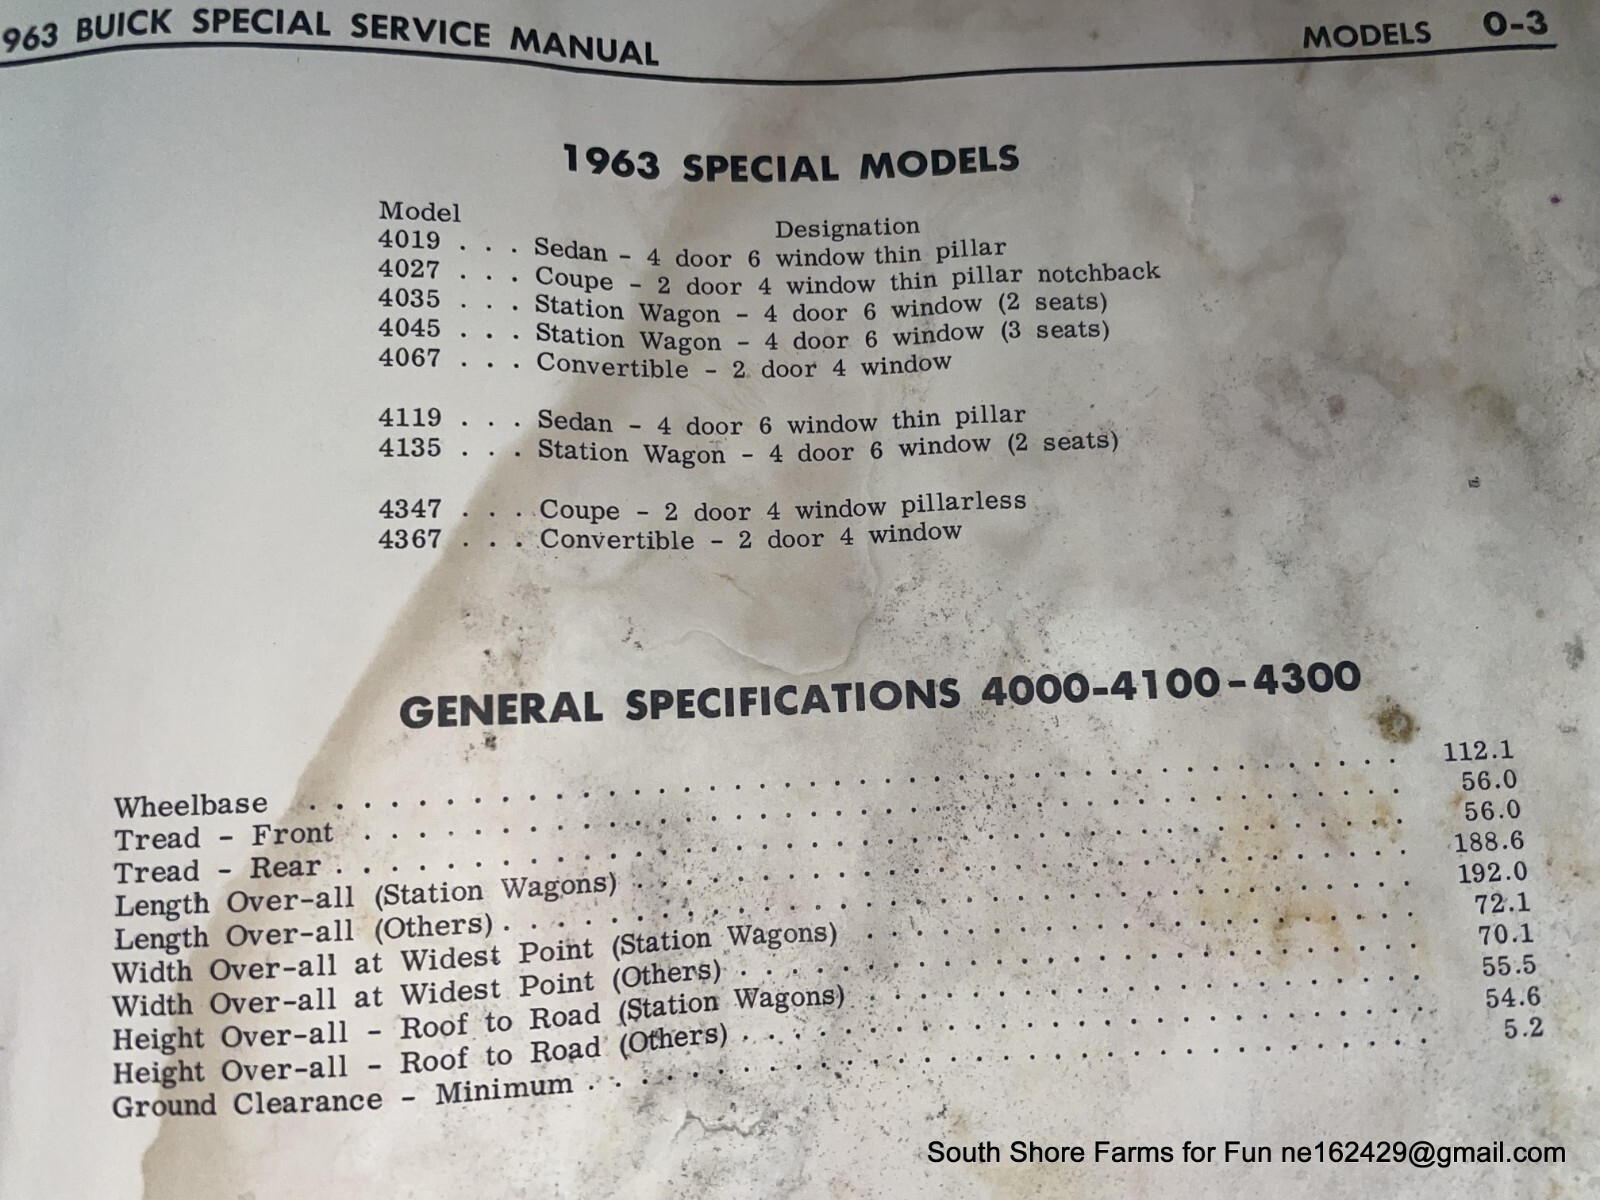 963 BUICK SPECIAL SERVICE MANUAL MODELS 0-3
1963 SPECIAL MODELS
Model Designation
4019 . . . Sedan - 4 door 6 window thin pillar
4027 . . . Coupe - 2 door 4 window thin pillar notchback
4035 . . . Station Wagon - 4 door 6 window (2 seats)
4045 . . . Station Wagon - 4 door 6 window (3 seats)
4067 . . . Convertible - 2 door 4 window
4119 . . . Sedan - 4 door 6 window thin pillar
4135 . . . Station Wagon - 4 door 6 window (2 seats)
4347 . . . Coupe - 2 door 4 window pillarless
4367 . . . Convertible - 2 door 4 window
GENERAL SPECIFICATIONS 4000-4100-4300
Wheelbase . . . . . . . . . . 112.1
Tread - Front . . . . . . . . . . 56.0
Tread - Rear . . . . . . . . . . 56.0
Length Over-all (Station Wagons) . . . . . . . . . . 188.6
Length Over-all (Others) . . . . . . . . . . 192.0
Width Over-all at Widest Point (Station Wagons) . . . . . . . . . . 72.1
Width Over-all at Widest Point (Others) . . . . . . . . . . 70.1
Height Over-all - Roof to Road (Station Wagons) . . . . . . . . . . 55.5
Height Over-all - Roof to Road (Others) . . . . . . . . . . 54.6
Ground Clearance - Minimum . . . . . . . . . . 5.2
South Shore Farms for Fun ne162429@gmail.com